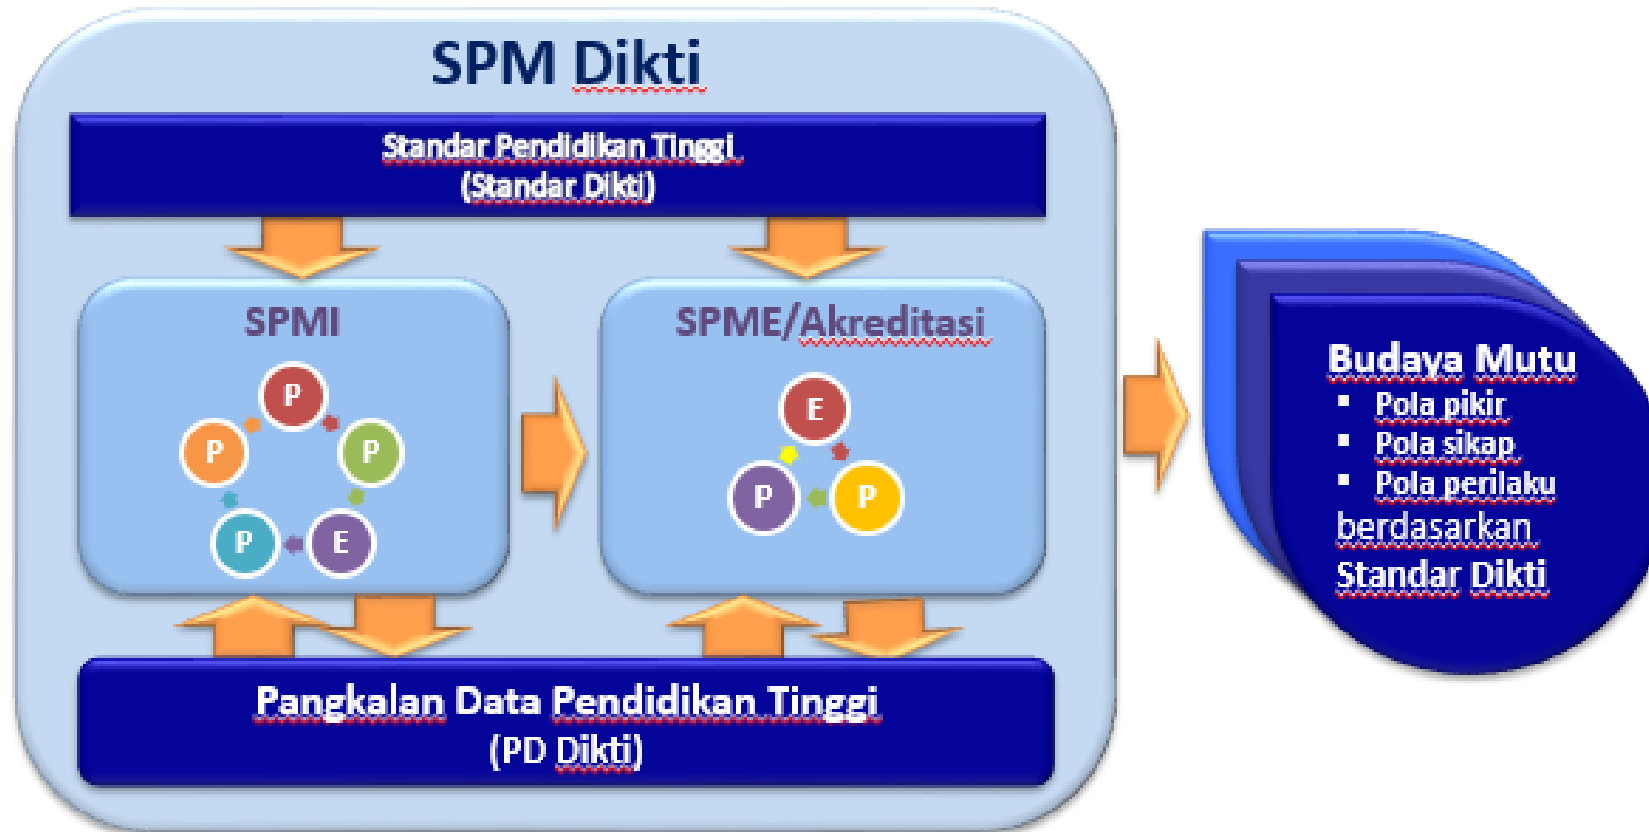 SPM Dikti
Standar Pendidikan Tinggi
(Standar Dikti)
SPMI
P
P
P
P
E
SPME/Akreditasi
E
P
P
Budaya Mutu
▪ Pola pikir
▪ Pola sikap
▪ Pola perilaku
berdasarkan
Standar Dikti
Pangkalan Data Pendidikan Tinggi
(PD Dikti)